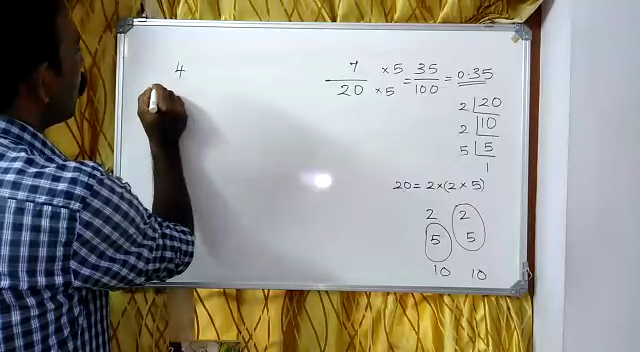 4
7/20 ×5/×5 = 35/100 = 0.35
2 | 20
2 | 10
5 | 5
1
20 = 2×(2×5)
2 2
5 5
10 10